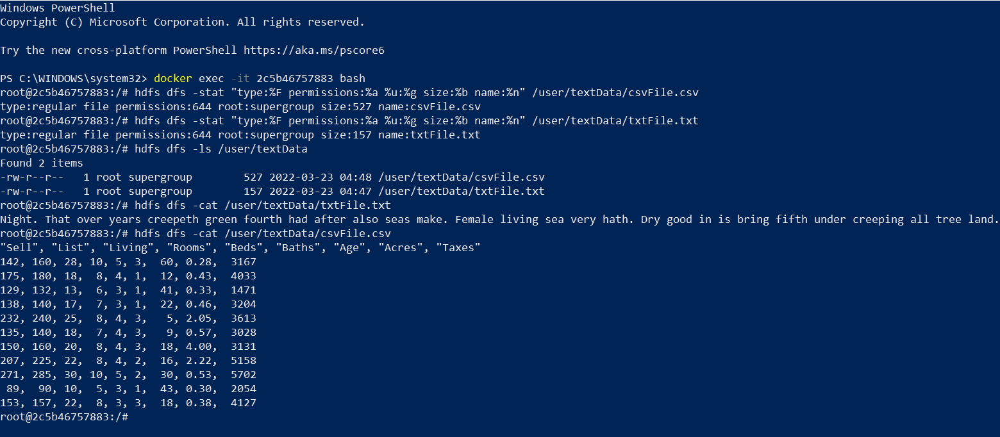 Windows PowerShell
Copyright (C) Microsoft Corporation. All rights reserved.

Try the new cross-platform PowerShell https://aka.ms/pscore6

PS C:\WINDOWS\system32> docker exec -it 2c5b46757883 bash
root@2c5b46757883:/# hdfs dfs -stat "type:%F permissions:%a %u:%g size:%b name:%n" /user/textData/csvFile.csv
type:regular file permissions:644 root:supergroup size:527 name:csvFile.csv
root@2c5b46757883:/# hdfs dfs -stat "type:%F permissions:%a %u:%g size:%b name:%n" /user/textData/txtFile.txt
type:regular file permissions:644 root:supergroup size:157 name:txtFile.txt
root@2c5b46757883:/# hdfs dfs -ls /user/textData
Found 2 items
-rw-r--r--   1 root supergroup        527 2022-03-23 04:48 /user/textData/csvFile.csv
-rw-r--r--   1 root supergroup        157 2022-03-23 04:47 /user/textData/txtFile.txt
root@2c5b46757883:/# hdfs dfs -cat /user/textData/txtFile.txt
Night. That over years creepeth green fourth had after also seas make. Female living sea very hath. Dry good in is bring fifth under creeping all tree land.
root@2c5b46757883:/# hdfs dfs -cat /user/textData/csvFile.csv
"Sell", "List", "Living", "Rooms", "Beds", "Baths", "Age", "Acres", "Taxes"
142, 160, 28, 10, 5, 3,  60, 0.28,  3167
175, 180, 18,  8, 4, 1,  12, 0.43,  4033
129, 132, 13,  6, 3, 1,  41, 0.33,  1471
138, 140, 17,  7, 3, 1,  22, 0.46,  3204
232, 240, 25,  8, 4, 3,   5, 2.05,  3613
135, 140, 18,  7, 4, 3,   9, 0.57,  3028
150, 160, 20,  8, 4, 3,  18, 4.00,  3131
207, 225, 22,  8, 4, 2,  16, 2.22,  5158
271, 285, 30, 10, 5, 2,  30, 0.53,  5702
 89,  90, 10,  5, 3, 1,  43, 0.30,  2054
153, 157, 22,  8, 3, 3,  18, 0.38,  4127
root@2c5b46757883:/#